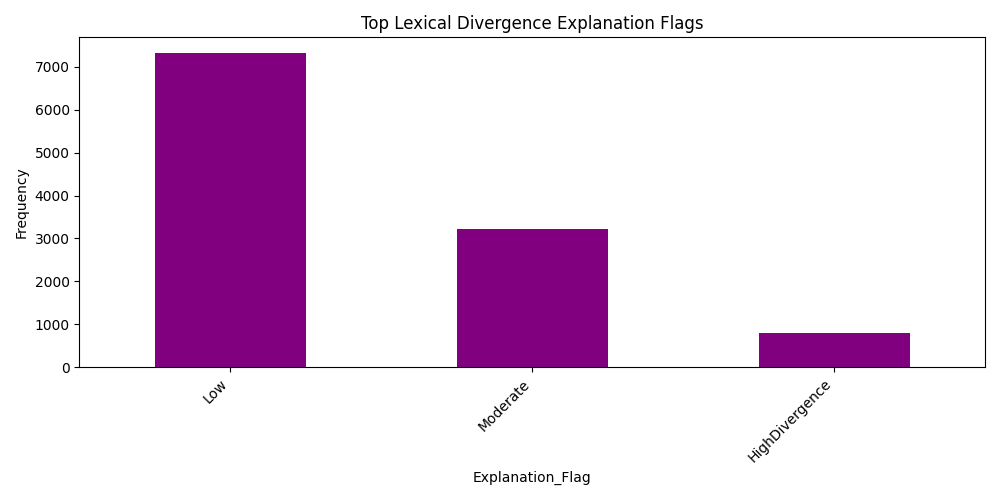 Top Lexical Divergence Explanation Flags
Frequency
7000
6000
5000
4000
3000
2000
1000
0
Low
Moderate
HighDivergence
Explanation_Flag